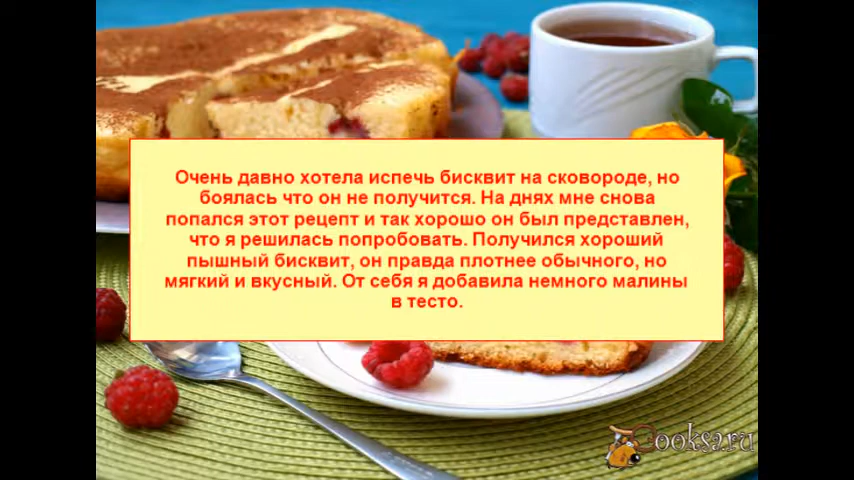 Очень давно хотела испечь бисквит на сковороде, но
боялась что он не получится. На днях мне снова
попался этот рецепт и так хорошо он был представлен,
что я решилась попробовать. Получился хороший
пышный бисквит, он правда плотнее обычного, но
мягкий и вкусный. От себя я добавила немного малины
в тесто.
Cooksa.ru